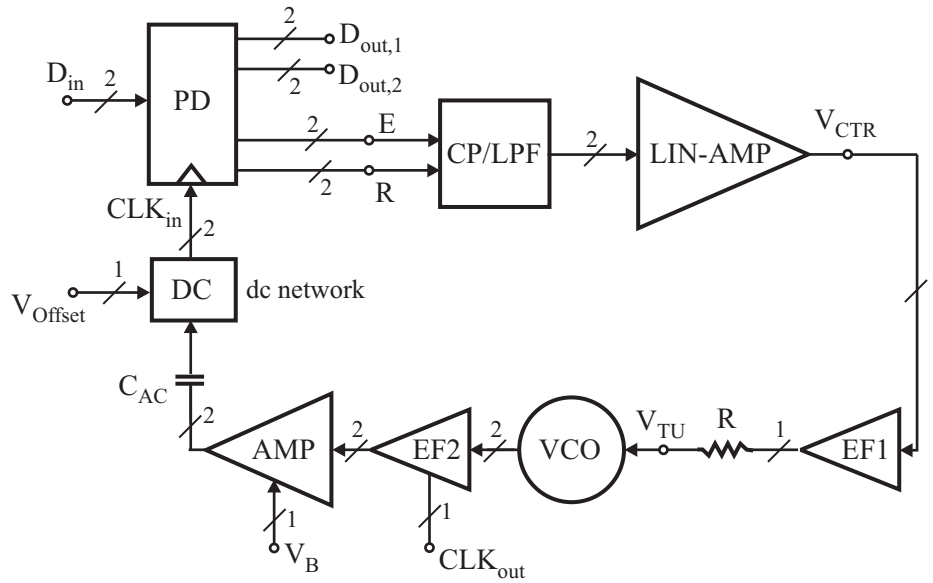 2
D_out,1
D_in
2
PD
2
D_out,2
2
E
2
R
CP/LPF
2
LIN-AMP
V_CTR
CLK_in
2
1
V_Offset
DC
dc network
C_AC
2
AMP
2
EF2
2
VCO
V_TU
R
1
EF1
1
V_B
1
CLK_out